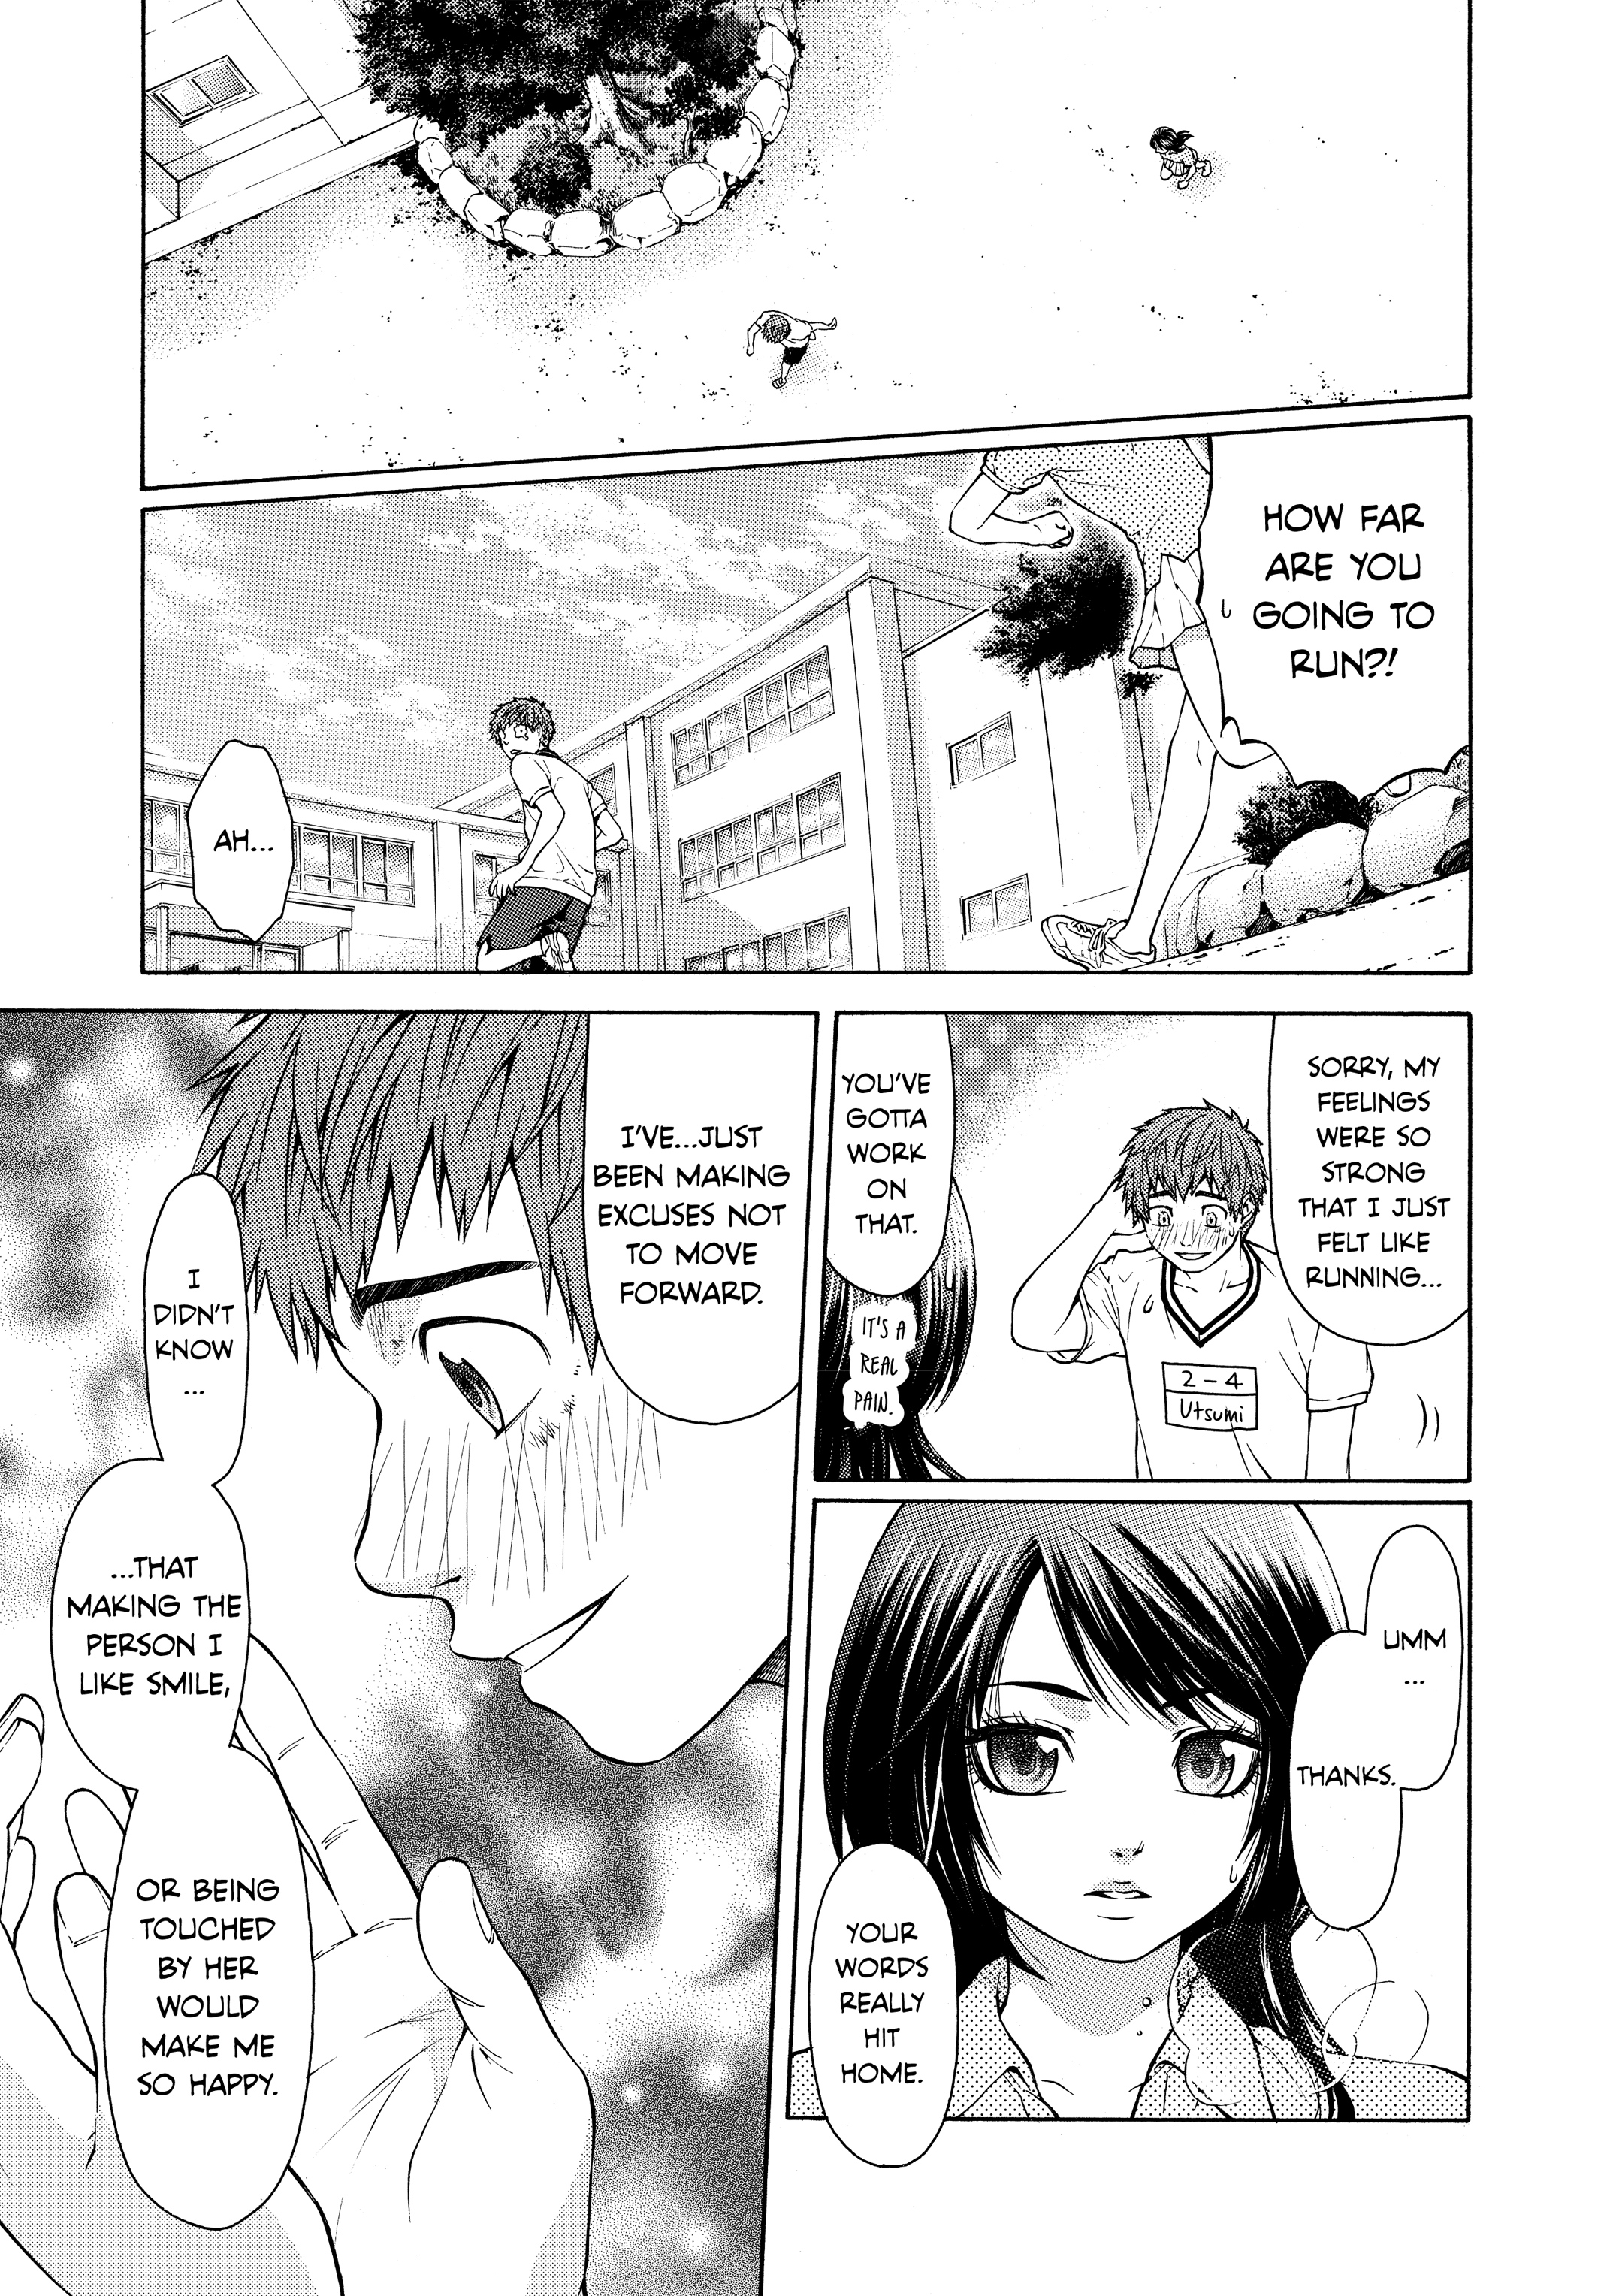 HOW FAR
ARE YOU
GOING TO
RUN?!
AH...
SORRY, MY
FEELINGS
WERE SO
STRONG
THAT I JUST
FELT LIKE
RUNNING...
2-4
Utsumi
YOU'VE
GOTTA
WORK
ON
THAT.
IT'S A
REAL
PAIN.
UMM
...
THANKS.
YOUR
WORDS
REALLY
HIT
HOME.
I'VE...JUST
BEEN MAKING
EXCUSES NOT
TO MOVE
FORWARD.
I
DIDN'T
KNOW
...
...THAT
MAKING THE
PERSON I
LIKE SMILE,
OR BEING
TOUCHED
BY HER
WOULD
MAKE ME
SO HAPPY.